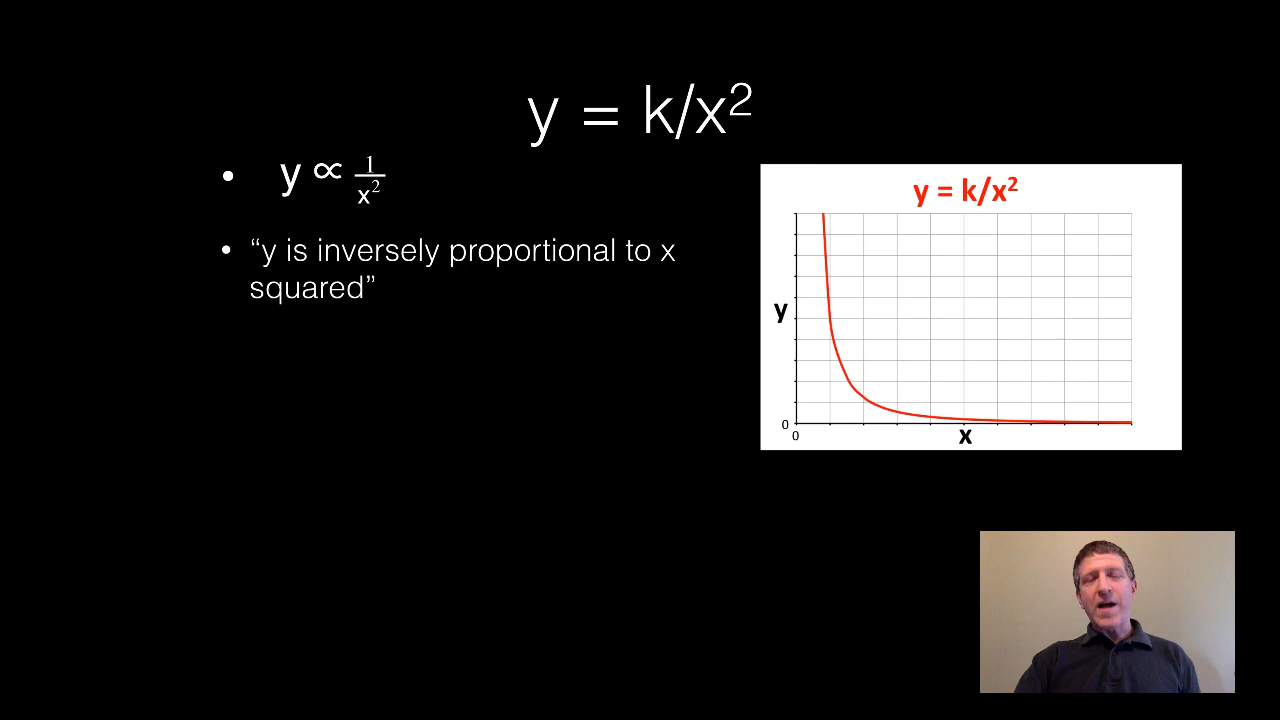 y = k/x²
• y ∝ 1/x²
• “y is inversely proportional to x
squared”
y = k/x²
y
0
0
x